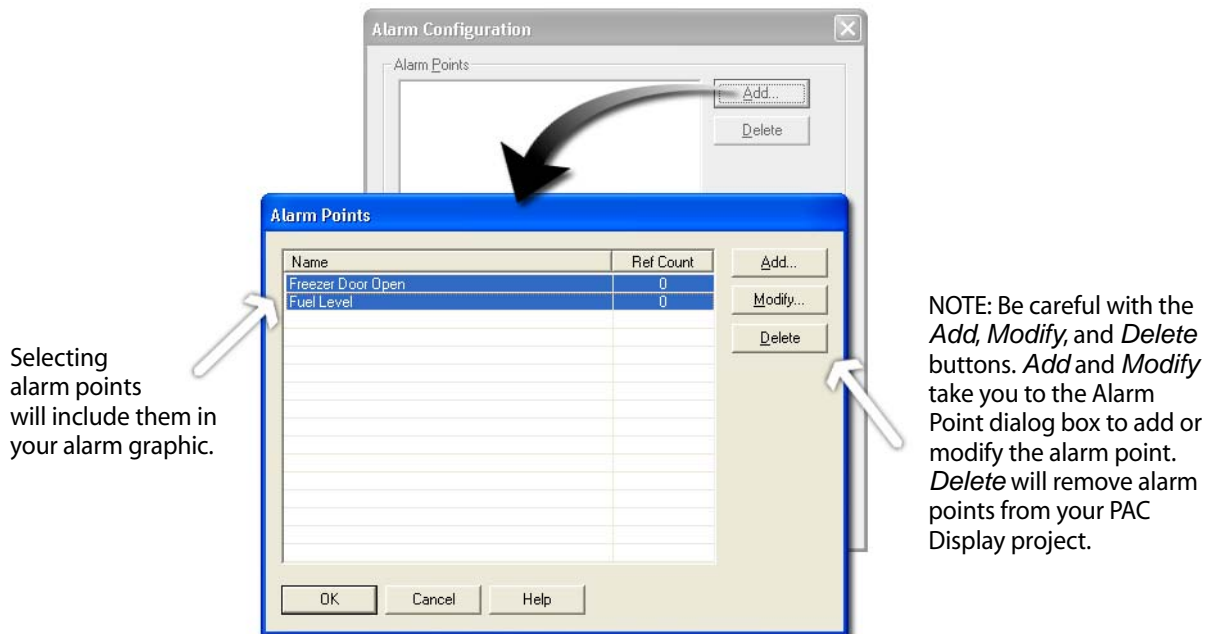 Alarm Configuration
Alarm Points
Add...
Delete
Alarm Points
Name Ref Count
Freezer Door Open 0
Fuel Level 0
Add...
Modify...
Delete
OK Cancel Help
Selecting
alarm points
will include them in
your alarm graphic.
NOTE: Be careful with the
Add, Modify, and Delete
buttons. Add and Modify
take you to the Alarm
Point dialog box to add or
modify the alarm point.
Delete will remove alarm
points from your PAC
Display project.